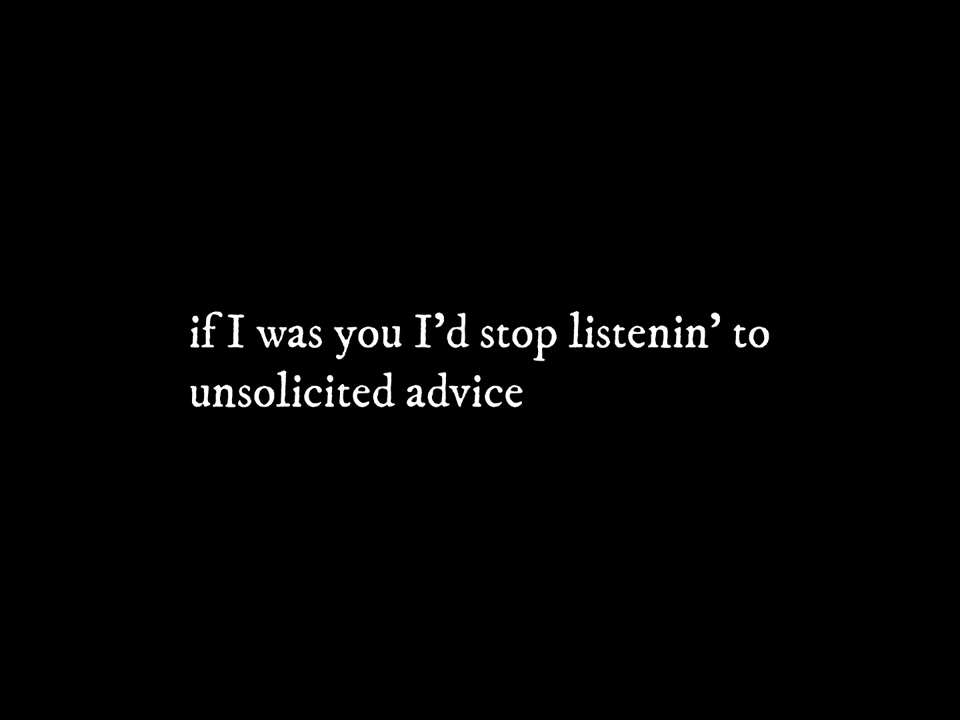 if I was you I’d stop listenin’ to
unsolicited advice